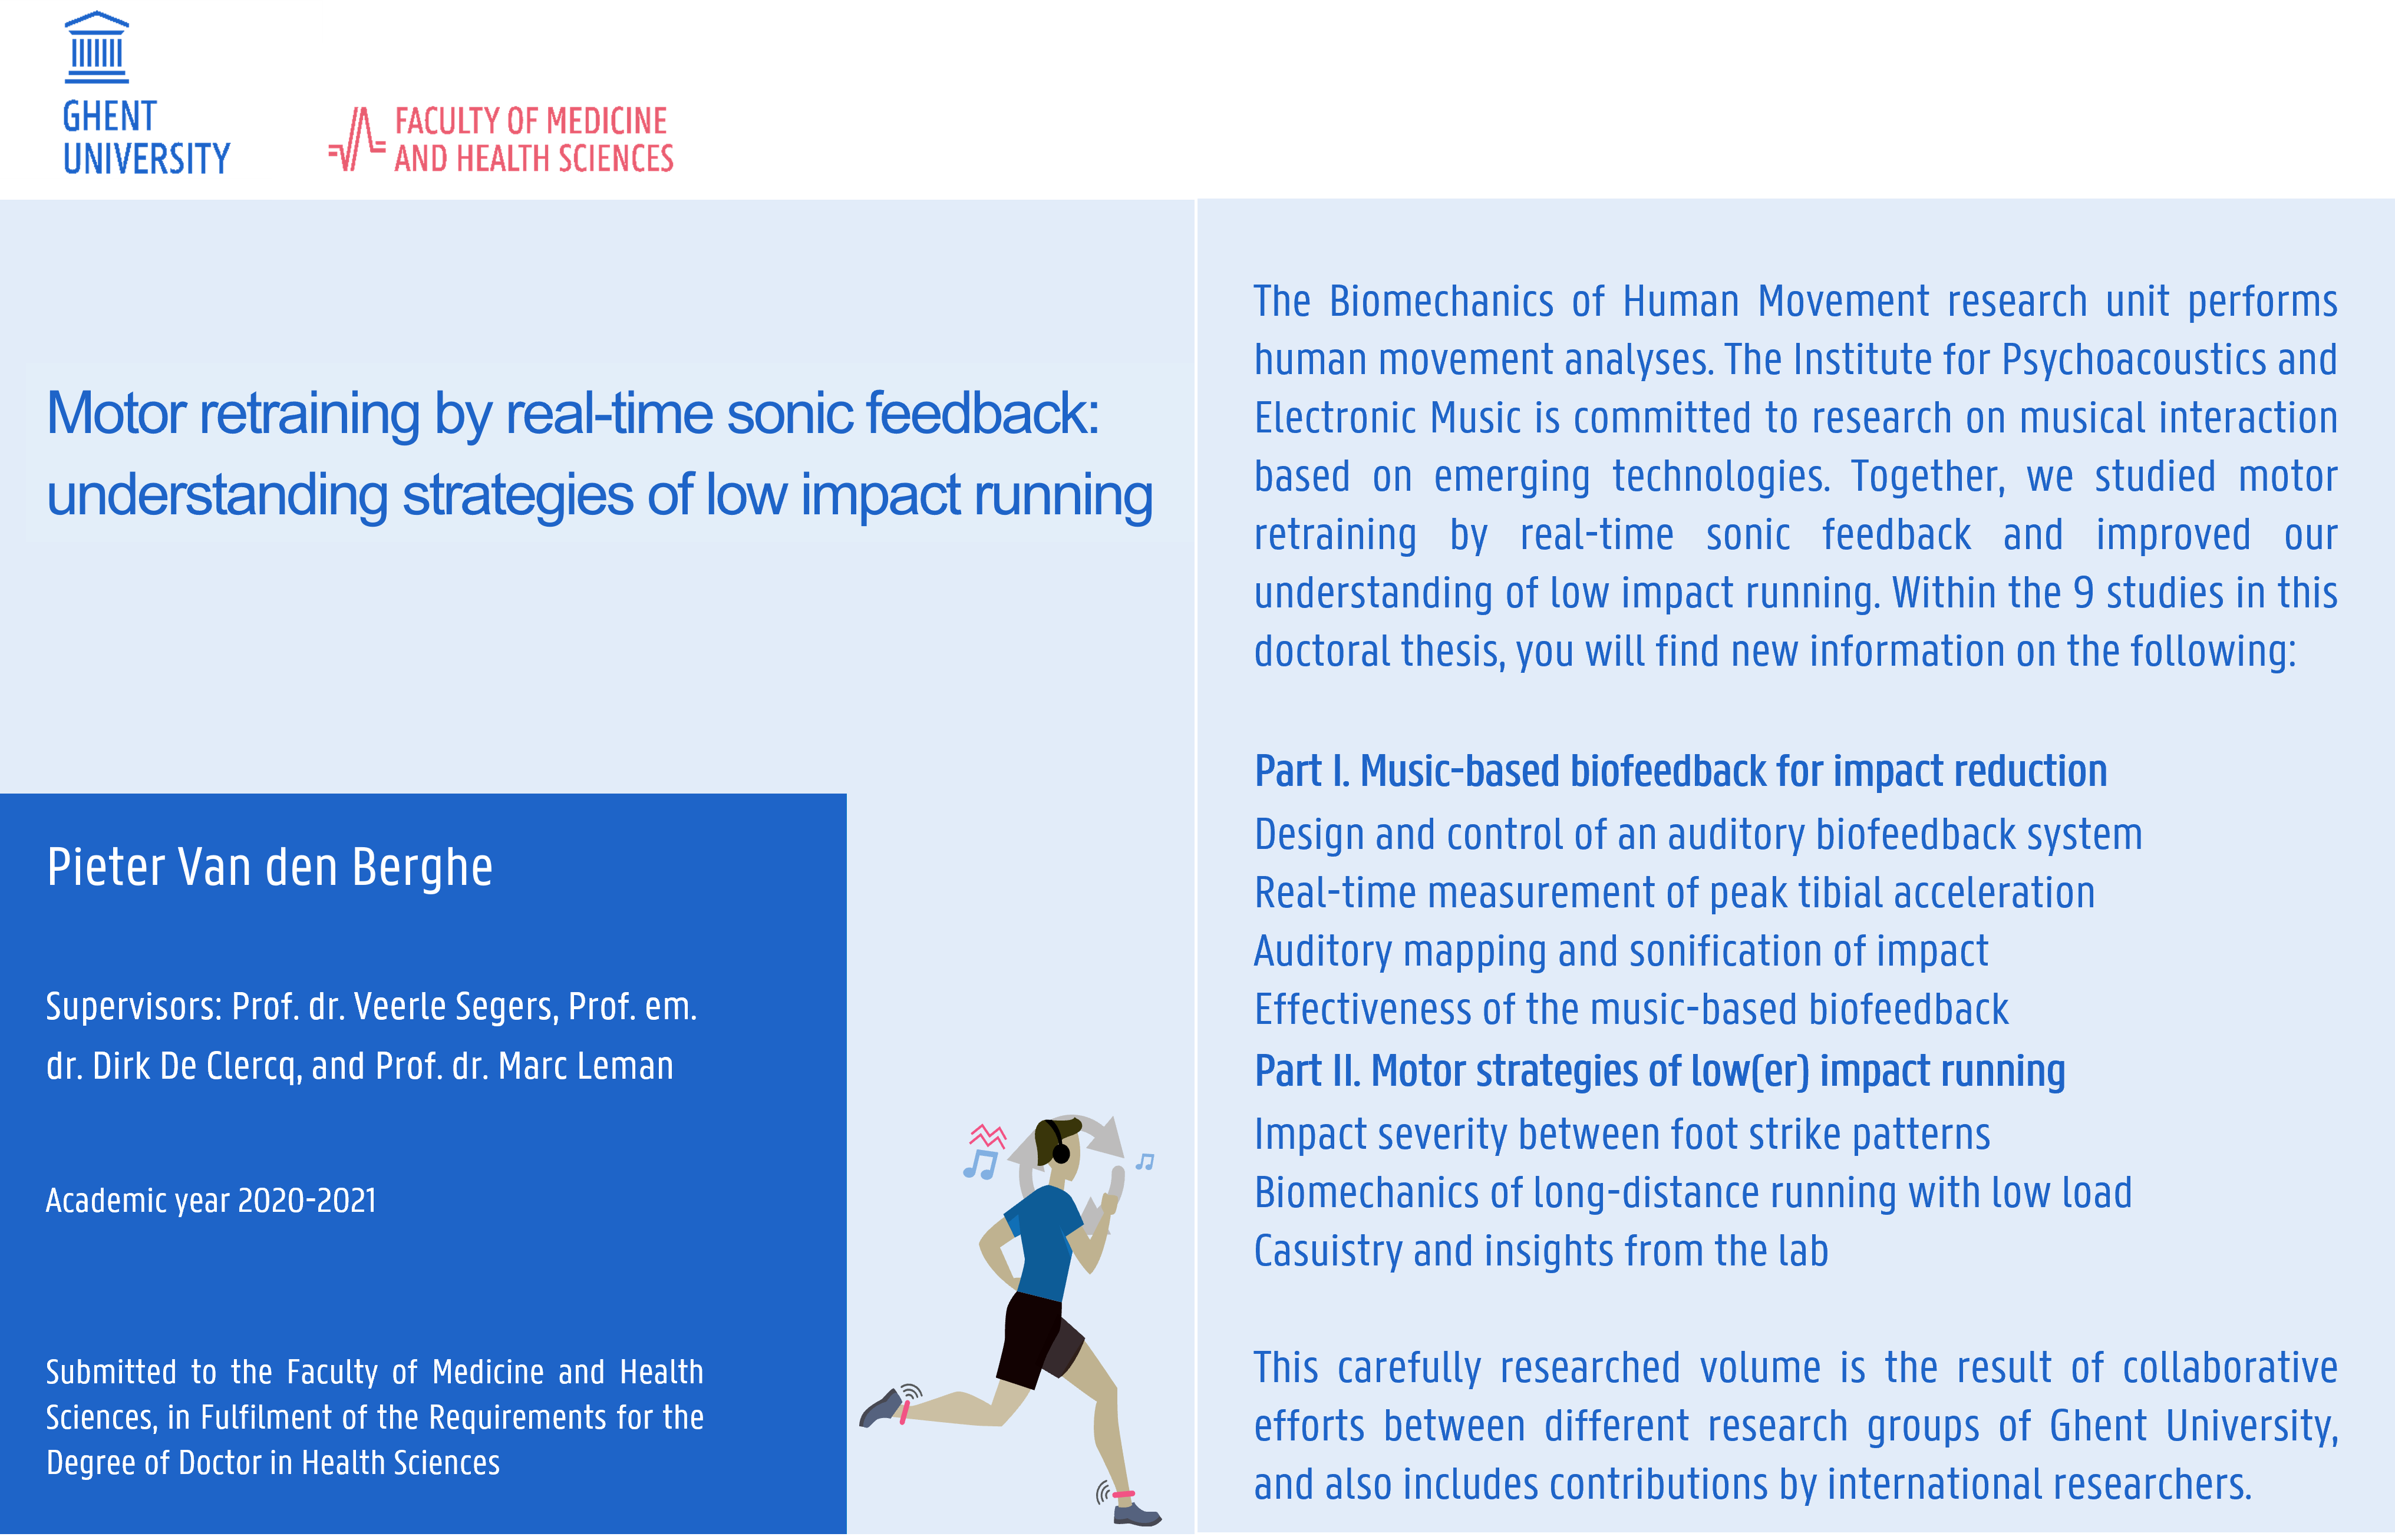 GHENT
UNIVERSITY
FACULTY OF MEDICINE
AND HEALTH SCIENCES
Motor retraining by real-time sonic feedback:
understanding strategies of low impact running
Pieter Van den Berghe
Supervisors: Prof. dr. Veerle Segers, Prof. em.
dr. Dirk De Clercq, and Prof. dr. Marc Leman
Academic year 2020-2021
Submitted to the Faculty of Medicine and Health
Sciences, in Fulfilment of the Requirements for the
Degree of Doctor in Health Sciences
The Biomechanics of Human Movement research unit performs
human movement analyses. The Institute for Psychoacoustics and
Electronic Music is committed to research on musical interaction
based on emerging technologies. Together, we studied motor
retraining by real-time sonic feedback and improved our
understanding of low impact running. Within the 9 studies in this
doctoral thesis, you will find new information on the following:
Part I. Music-based biofeedback for impact reduction
Design and control of an auditory biofeedback system
Real-time measurement of peak tibial acceleration
Auditory mapping and sonification of impact
Effectiveness of the music-based biofeedback
Part II. Motor strategies of low(er) impact running
Impact severity between foot strike patterns
Biomechanics of long-distance running with low load
Casuistry and insights from the lab
This carefully researched volume is the result of collaborative
efforts between different research groups of Ghent University,
and also includes contributions by international researchers.